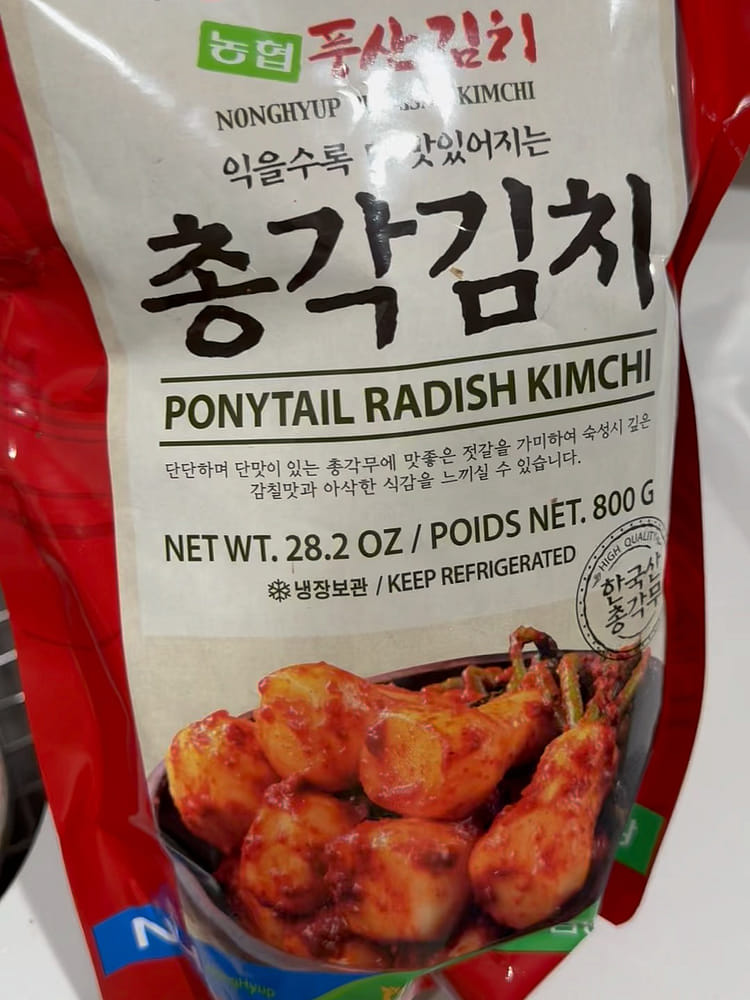 농협 풍산김치
NONGHYUP KIMCHI
익을수록 맛있어지는
총각김치
PONYTAIL RADISH KIMCHI
단단하며 단맛이 있는 총각무에 맛좋은 젓갈을 가미하여 숙성시 깊은
감칠맛과 아삭한 식감을 느끼실 수 있습니다.
NET WT. 28.2 OZ / POIDS NET. 800 G
냉장보관 / KEEP REFRIGERATED
HIGH QUALITY
한국산
총각무